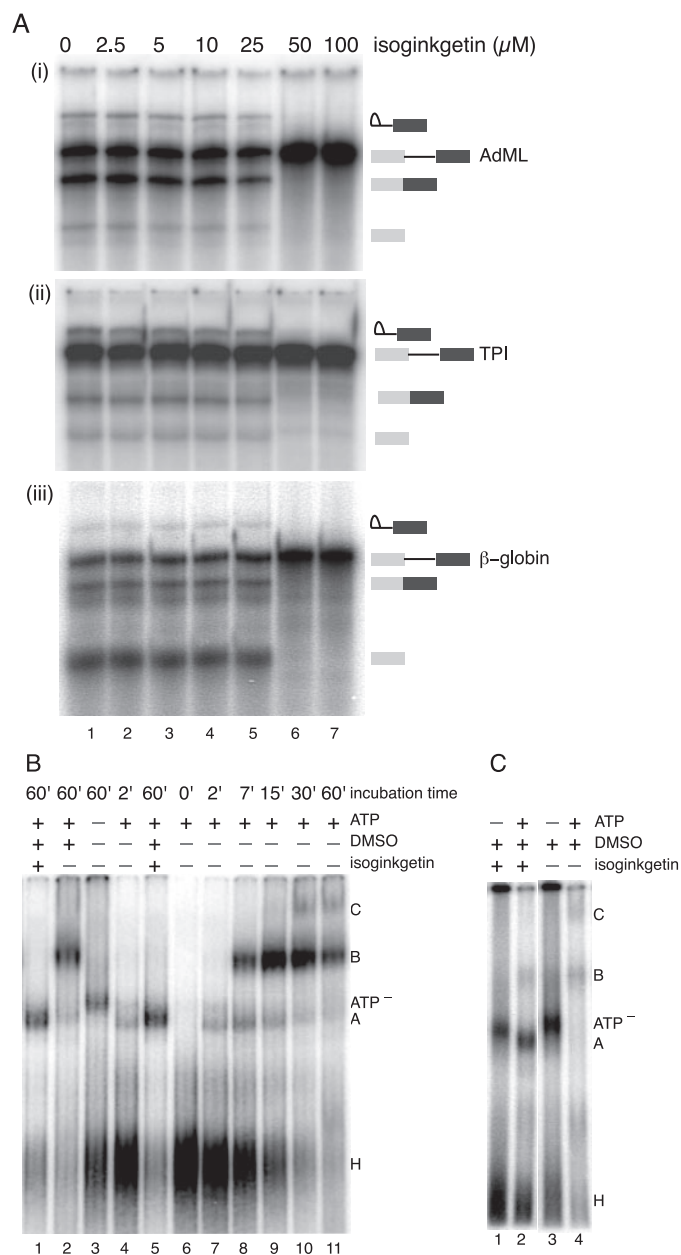 A
0 2.5 5 10 25 50 100 isoginkgetin (μM)
(i)
AdML
(ii)
TPI
(iii)
β-globin
1 2 3 4 5 6 7
B
60' 60' 60' 2' 60' 0' 2' 7' 15' 30' 60' incubation time
+ + − + + + + + + + + ATP
+ + − − + − − − − − − DMSO
+ − − − + − − − − − − isoginkgetin
C
B
ATP −
A
H
1 2 3 4 5 6 7 8 9 10 11
C
− + − + ATP
+ + + + DMSO
+ + − − isoginkgetin
C
B
ATP −
A
H
1 2 3 4